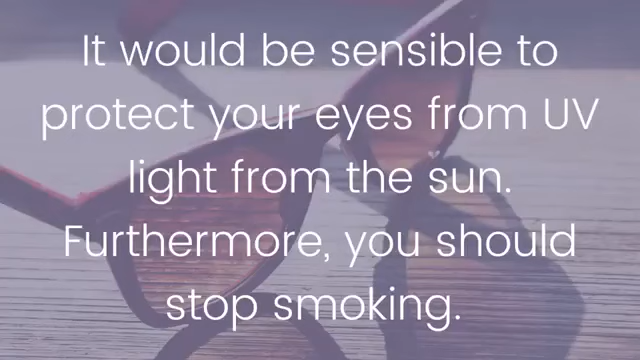 It would be sensible to
protect your eyes from UV
light from the sun.
Furthermore, you should
stop smoking.